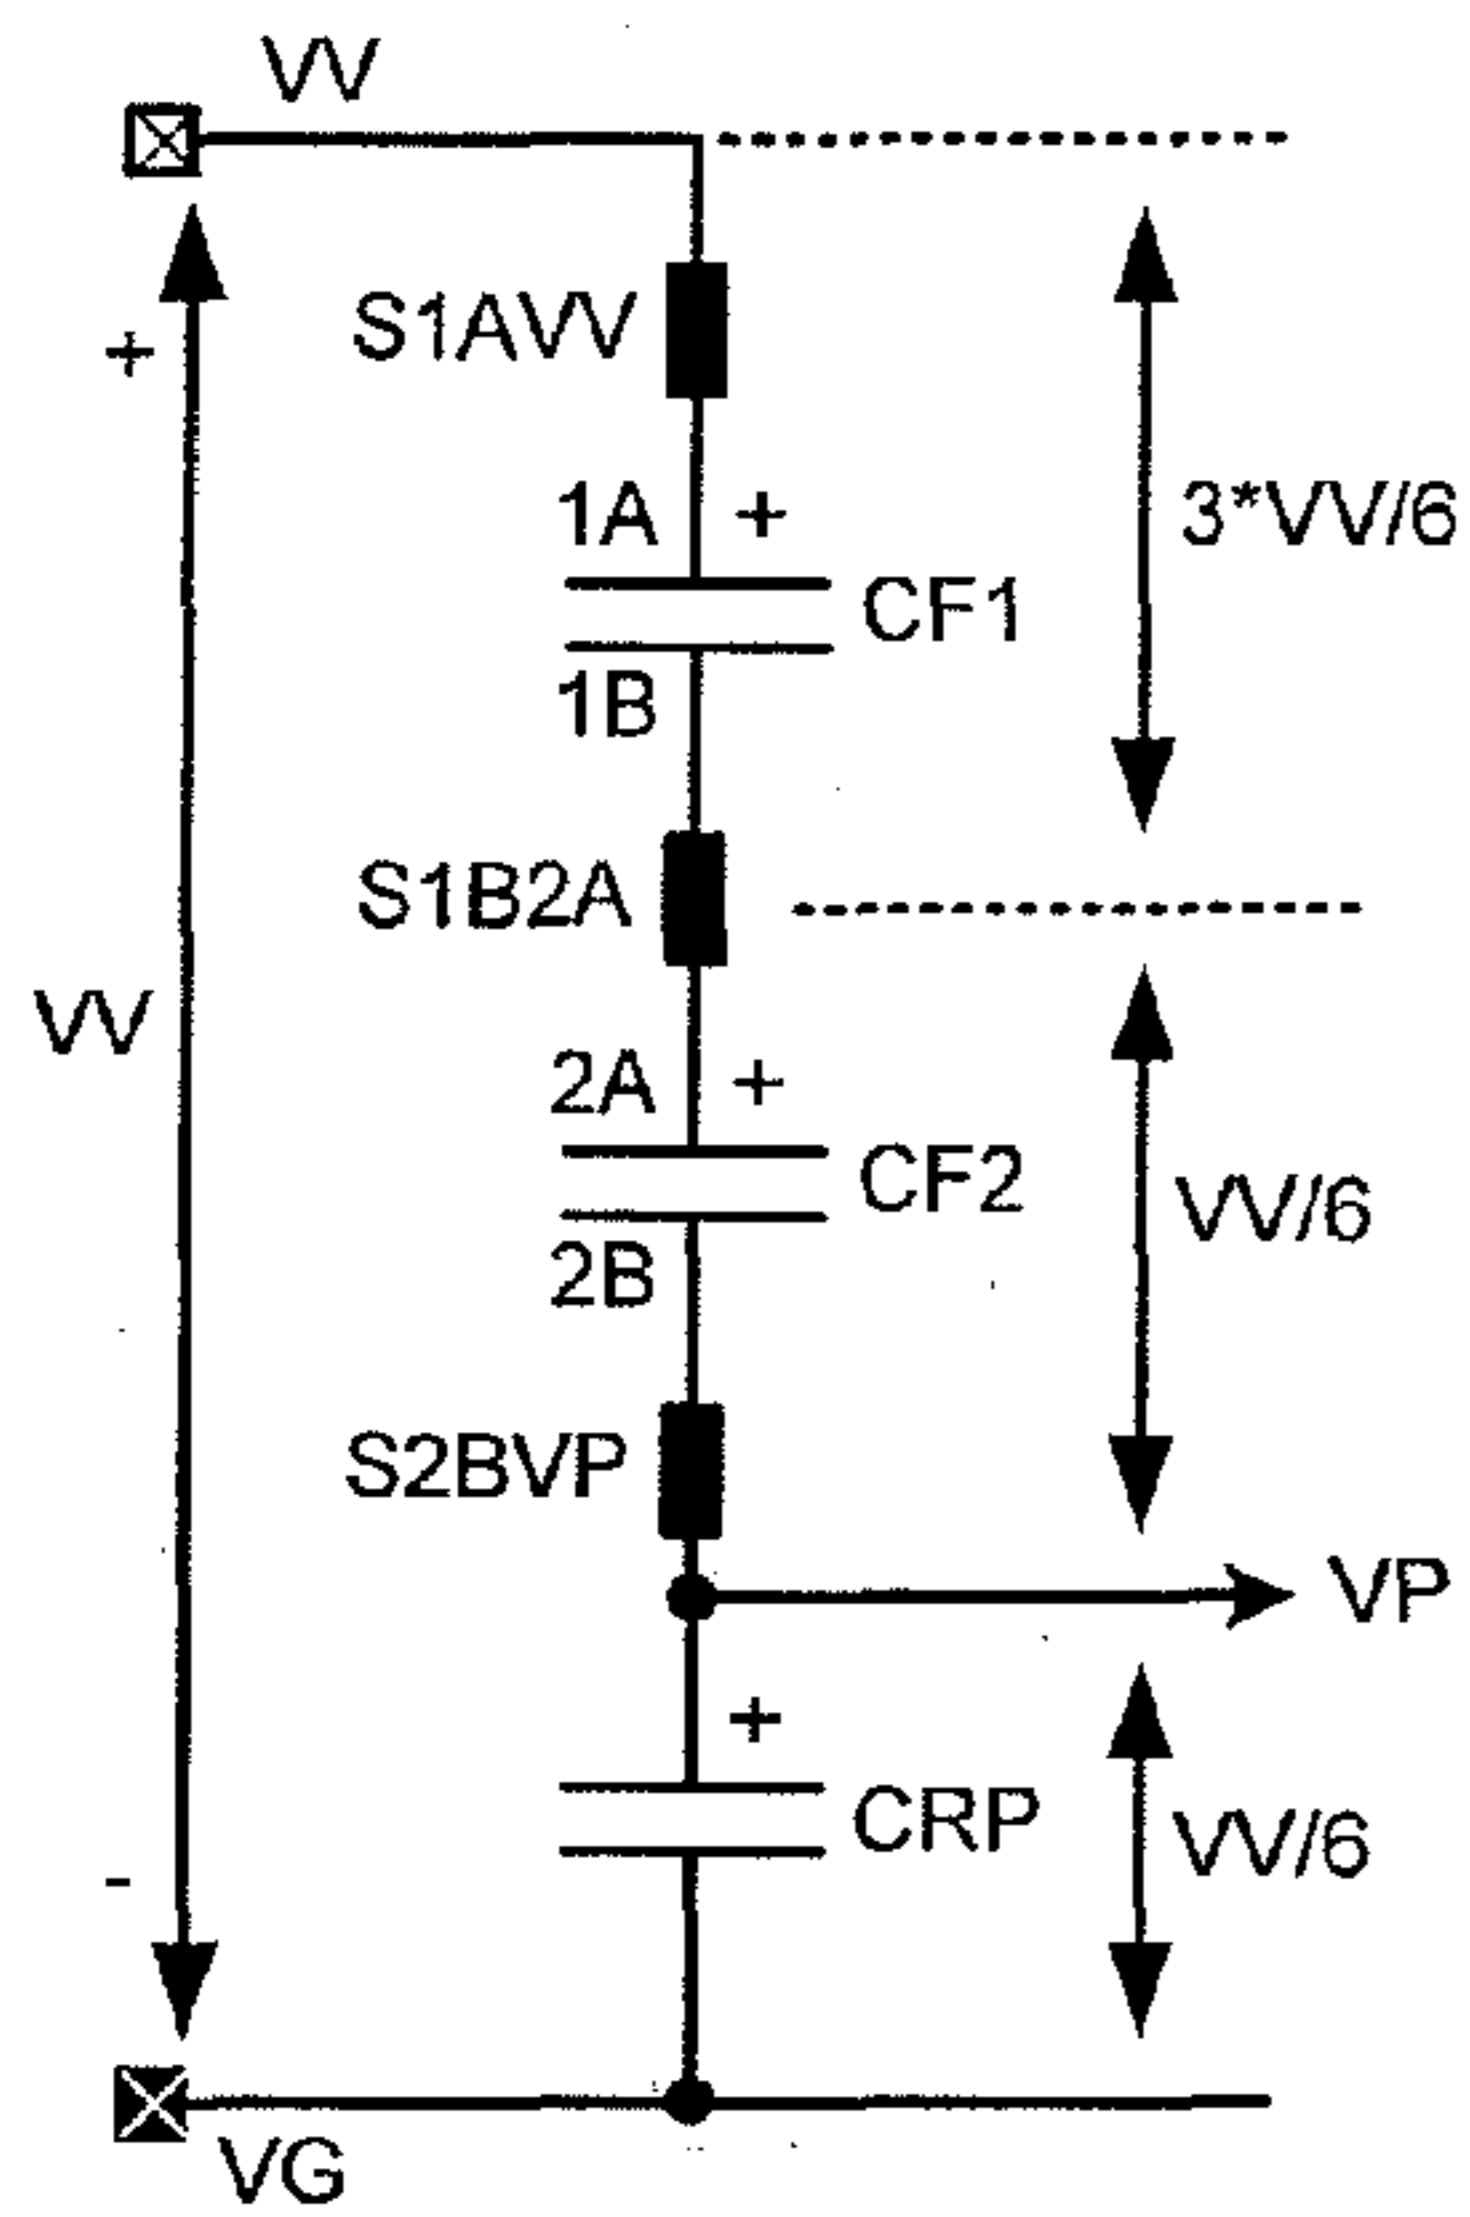 VV
S1AVV
+
1A +
3*VV/6
CF1
1B
S1B2A
VV
2A +
CF2
VV/6
2B
S2BVP
VP
+
CRP
VV/6
-
VG